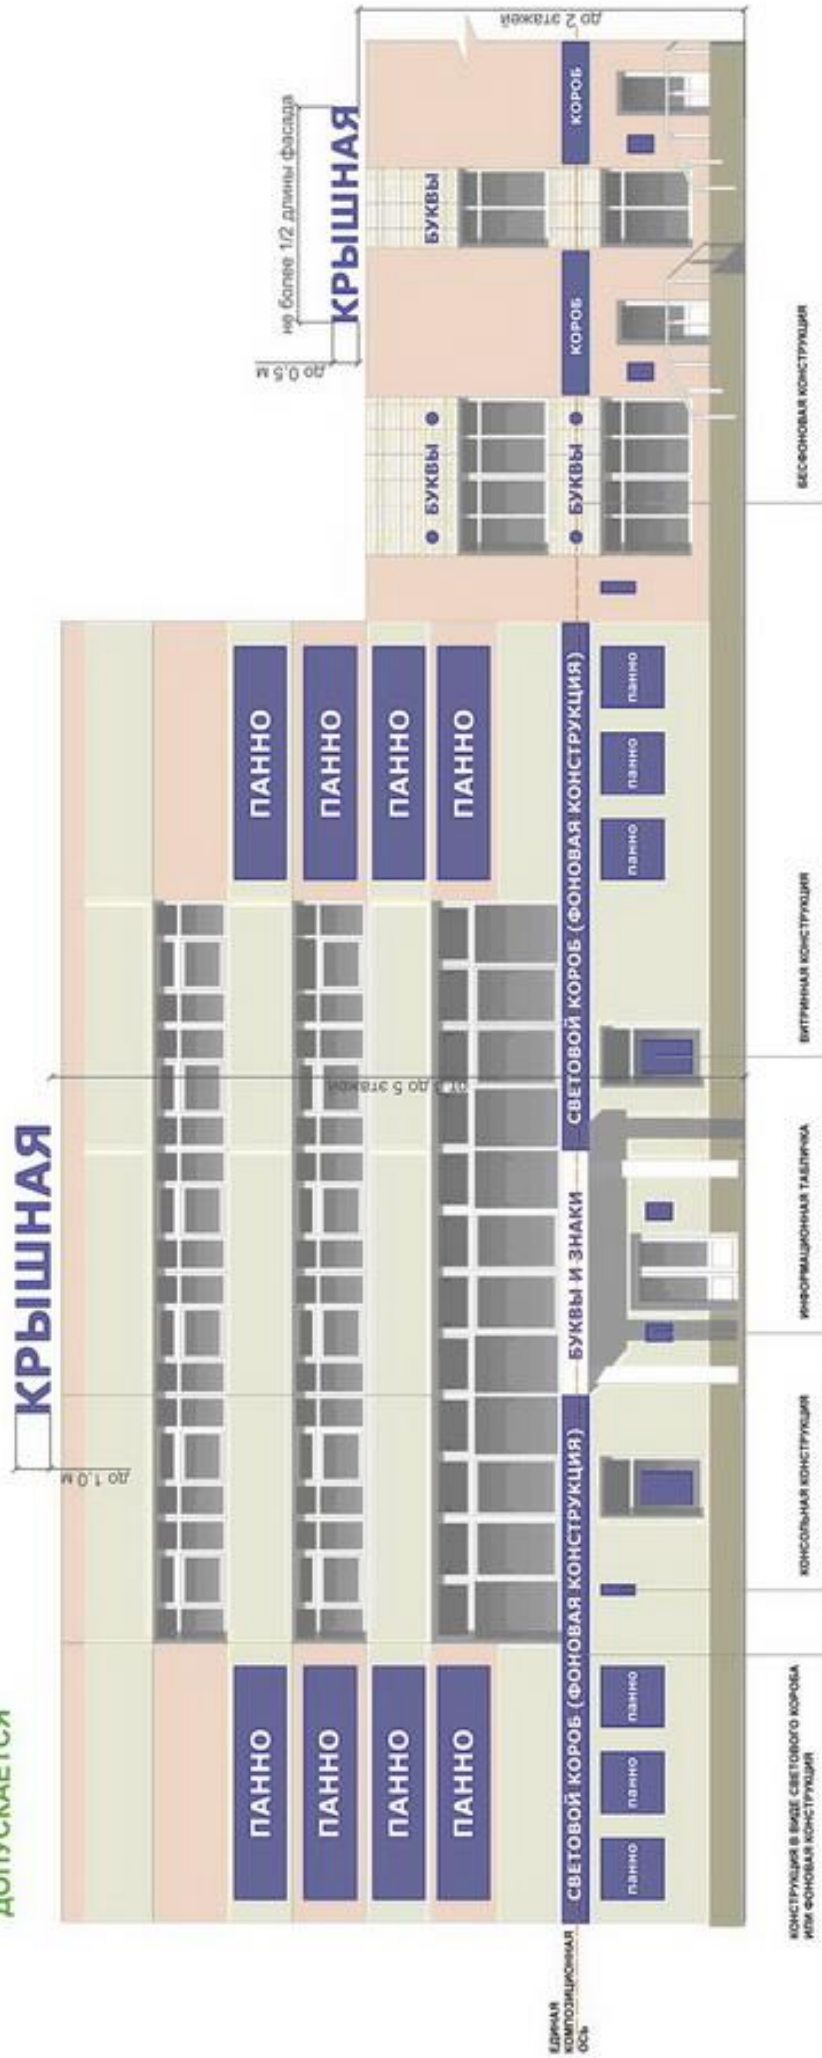 ДОПУСКАЕТСЯ
КРЫШНАЯ
до 1.0 м
не более 1/2 длины фасада
КРЫШНАЯ
до 0.5 м
до 2 этажей
до 5 этажей
ПАННО
ПАННО
ПАННО
ПАННО
ПАННО
ПАННО
ПАННО
ПАННО
БУКВЫ
БУКВЫ
ЕДИНАЯ
КОМПОЗИЦИОННАЯ
ОСЬ
СВЕТОВОЙ КОРОБ (ФОНОВАЯ КОНСТРУКЦИЯ)
БУКВЫ И ЗНАКИ
СВЕТОВОЙ КОРОБ (ФОНОВАЯ КОНСТРУКЦИЯ)
БУКВЫ
КОРОБ
КОРОБ
панно
панно
панно
панно
панно
панно
КОНСТРУКЦИЯ В ВИДЕ СВЕТОВОГО КОРОБА
ИЛИ ФОНОВАЯ КОНСТРУКЦИЯ
КОНСОЛЬНАЯ КОНСТРУКЦИЯ
ИНФОРМАЦИОННАЯ ТАБЛИЧКА
ВИТРИННАЯ КОНСТРУКЦИЯ
БЕСФОНОВАЯ КОНСТРУКЦИЯ